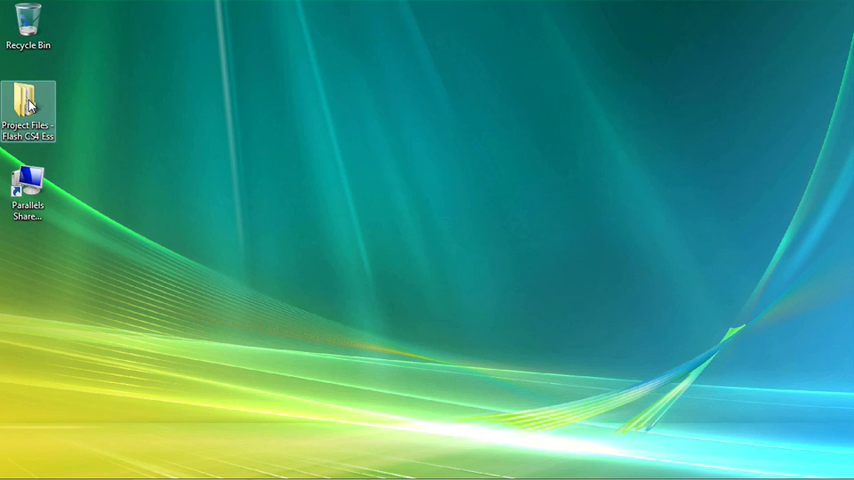 Recycle Bin
Project Files -
Flash CS4 Ess
Parallels
Share...